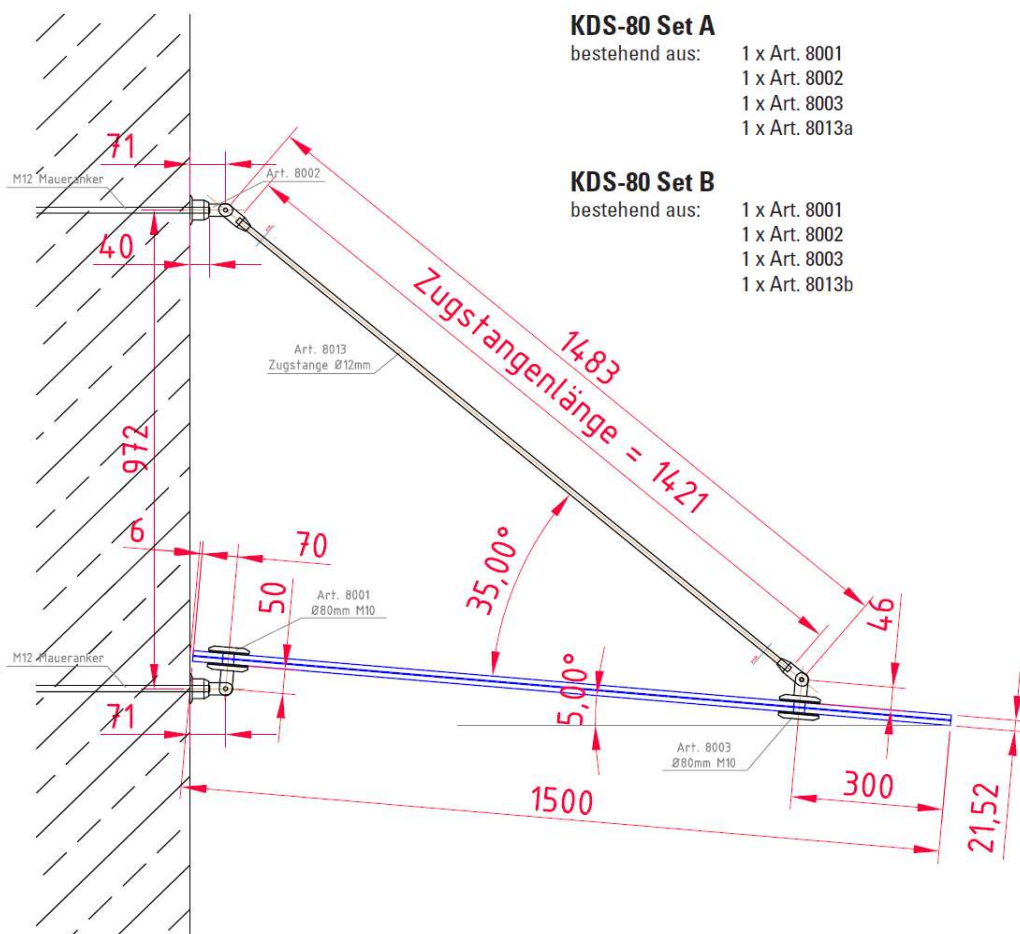 KDS-80 Set A
bestehend aus: 1 x Art. 8001
1 x Art. 8002
1 x Art. 8003
1 x Art. 8013a
KDS-80 Set B
bestehend aus: 1 x Art. 8001
1 x Art. 8002
1 x Art. 8003
1 x Art. 8013b
71
M12 Maueranker
Art. 8002
40
1483
Zugstangenlänge = 1421
Art. 8013
Zugstange Ø12mm
972
6
70
35,00°
50
Art. 8001
Ø80mm M10
46
M12 Maueranker
71
5,00°
Art. 8003
Ø80mm M10
300
1500
21,52